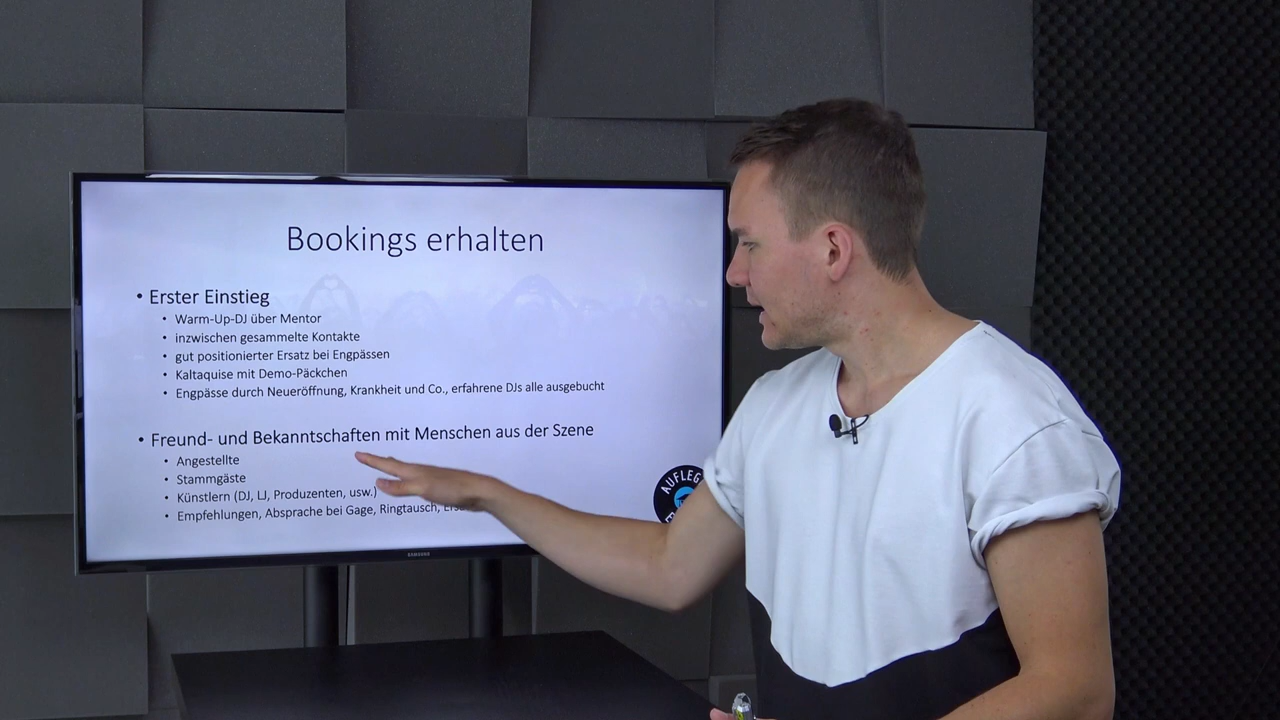 Bookings erhalten
• Erster Einstieg
• Warm-Up-DJ über Mentor
• inzwischen gesammelte Kontakte
• gut positionierter Ersatz bei Engpässen
• Kaltaquise mit Demo-Päckchen
• Engpässe durch Neueröffnung, Krankheit und Co., erfahrene DJs alle ausgebucht
• Freund- und Bekanntschaften mit Menschen aus der Szene
• Angestellte
• Stammgäste
• Künstlern (DJ, LJ, Produzenten, usw.)
• Empfehlungen, Absprache bei Gage, Ringtausch,
AUFLEG
SAMSUNG